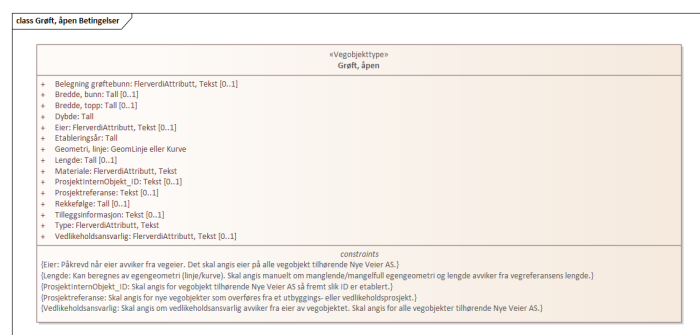 class Grøft, åpen Betingelser
«Vegobjekttype»
Grøft, åpen
+ Belegning grøftebunn: FlerverdiAttributt, Tekst [0..1]
+ Bredde, bunn: Tall [0..1]
+ Bredde, topp: Tall [0..1]
+ Dybde: Tall
+ Eier: FlerverdiAttributt, Tekst [0..1]
+ Etableringsår: Tall
+ Geometri, linje: GeomLinje eller Kurve
+ Lengde: Tall [0..1]
+ Materiale: FlerverdiAttributt, Tekst
+ ProsjektInternObjekt_ID: Tekst [0..1]
+ Prosjektreferanse: Tekst [0..1]
+ Rekkefølge: Tall [0..1]
+ Tilleggsinformasjon: Tekst [0..1]
+ Type: FlerverdiAttributt, Tekst
+ Vedlikeholdsansvarlig: FlerverdiAttributt, Tekst [0..1]
constraints
{Eier: Påkrevd når eier avviker fra vegeier. Det skal angis eier på alle vegobjekt tilhørende Nye Veier AS.}
{Lengde: Kan beregnes av egengeometri (linje/kurve). Skal angis manuelt om manglende/mangelfull egengeometri og lengde avviker fra vegreferansens lengde.}
{ProsjektInternObjekt_ID: Skal angis for vegobjekt tilhørende Nye Veier AS så fremt slik ID er etablert.}
{Prosjektreferanse: Skal angis for nye vegobjekter som overføres fra et utbyggings- eller vedlikeholdsprosjekt.}
{Vedlikeholdsansvarlig: Skal angis om vedlikeholdsansvarlig avviker fra eier av vegobjektet. Skal angis for alle vegobjekter tilhørende Nye Veier AS.}